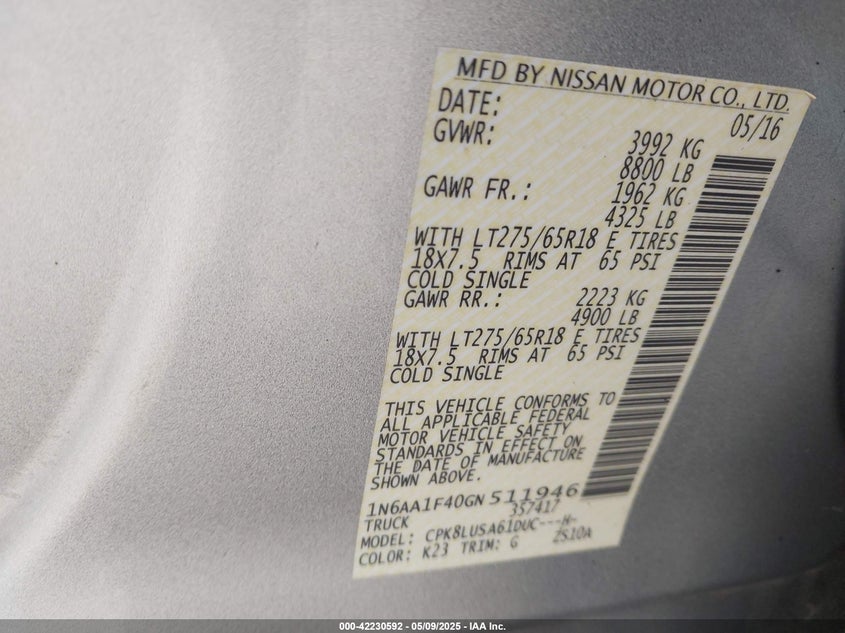 MFD BY NISSAN MOTOR CO., LTD.
DATE: 05/16
GVWR: 3992 KG
8800 LB
GAWR FR.: 1962 KG
4325 LB
WITH LT275/65R18 E TIRES
18X7.5 RIMS AT 65 PSI
COLD SINGLE
GAWR RR.: 2223 KG
4900 LB
WITH LT275/65R18 E TIRES
18X7.5 RIMS AT 65 PSI
COLD SINGLE
THIS VEHICLE CONFORMS TO
ALL APPLICABLE FEDERAL
MOTOR VEHICLE SAFETY
STANDARDS IN EFFECT ON
THE DATE OF MANUFACTURE
SHOWN ABOVE.
1N6AA1F40GN511946
TRUCK 357417
MODEL: CPK8LUSA61DUC---H-
COLOR: K23 TRIM: G ZS10A
000-42230592 - 05/09/2025 - IAA Inc.